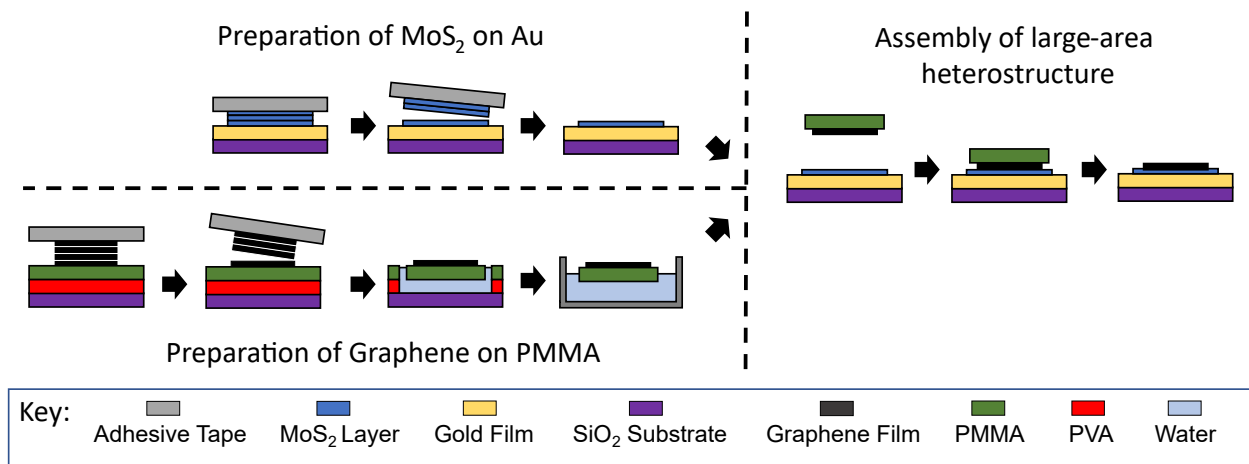 Preparation of MoS₂ on Au
Assembly of large-area
heterostructure
Preparation of Graphene on PMMA
Key:
Adhesive Tape
MoS₂ Layer
Gold Film
SiO₂ Substrate
Graphene Film
PMMA
PVA
Water